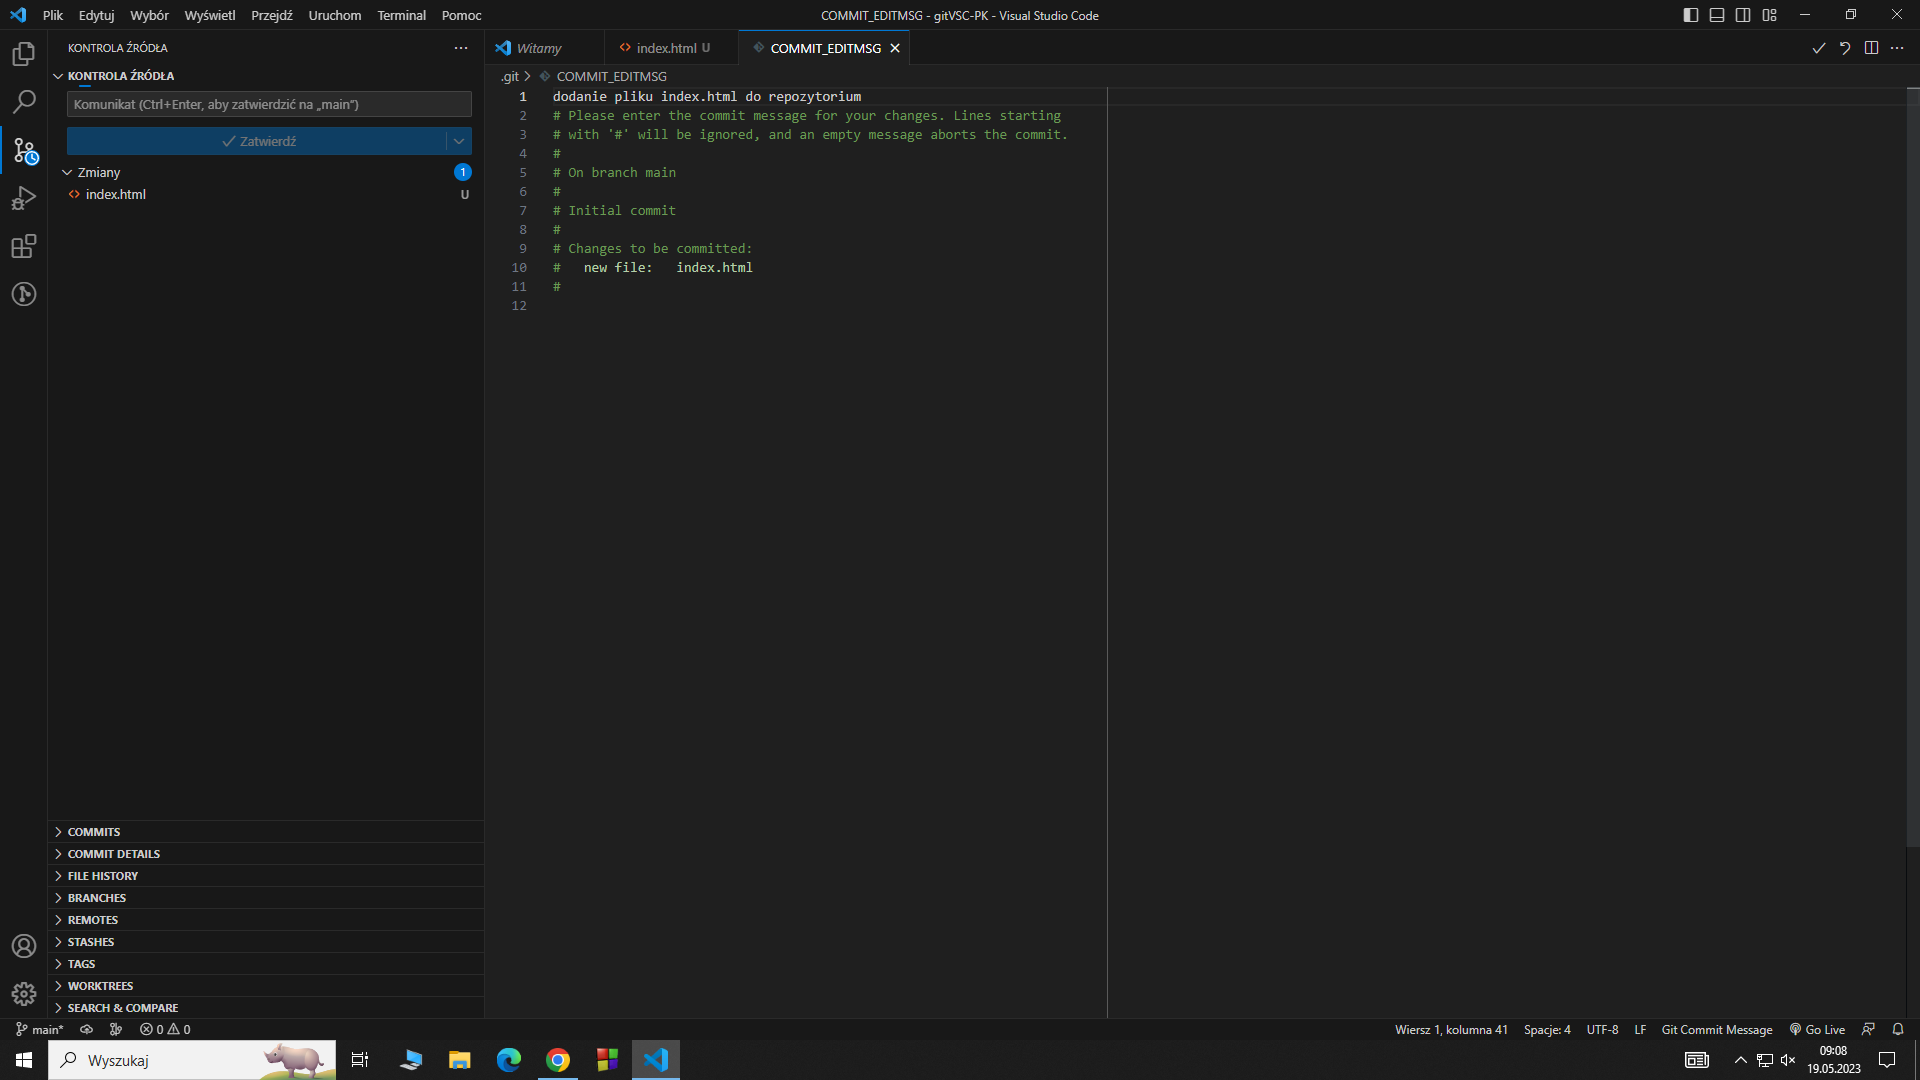 Plik Edytuj Wybór Wyświetl Przejdź Uruchom Terminal Pomoc
COMMIT_EDITMSG - gitVSC-PK - Visual Studio Code
KONTROLA ŹRÓDŁA
Witamy
index.html U
COMMIT_EDITMSG
KONTROLA ŹRÓDŁA
.git > COMMIT_EDITMSG
Komunikat (Ctrl+Enter, aby zatwierdzić na „main”)
Zatwierdź
Zmiany 1
index.html U
1 dodanie pliku index.html do repozytorium
2 # Please enter the commit message for your changes. Lines starting
3 # with '#' will be ignored, and an empty message aborts the commit.
4 #
5 # On branch main
6 #
7 # Initial commit
8 #
9 # Changes to be committed:
10 # new file: index.html
11 #
12
COMMITS
COMMIT DETAILS
FILE HISTORY
BRANCHES
REMOTES
STASHES
TAGS
WORKTREES
SEARCH & COMPARE
main* 0 0
Wiersz 1, kolumna 41 Spacje: 4 UTF-8 LF Git Commit Message Go Live
Wyszukaj
09:08
19.05.2023